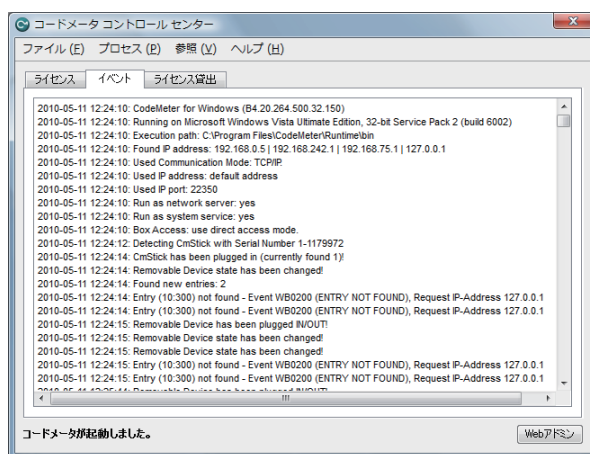 コードメータ コントロール センター
ファイル (F) プロセス (P) 参照 (V) ヘルプ (H)
ライセンス イベント ライセンス貸出
2010-05-11 12:24:10: CodeMeter for Windows (B4.20.264.500.32.150)
2010-05-11 12:24:10: Running on Microsoft Windows Vista Ultimate Edition, 32-bit Service Pack 2 (build 6002)
2010-05-11 12:24:10: Execution path: C:\Program Files\CodeMeter\Runtime\bin
2010-05-11 12:24:10: Found IP address: 192.168.0.5 | 192.168.242.1 | 192.168.75.1 | 127.0.0.1
2010-05-11 12:24:10: Used Communication Mode: TCP/IP.
2010-05-11 12:24:10: Used IP address: default address
2010-05-11 12:24:10: Used IP port: 22350
2010-05-11 12:24:10: Run as network server: yes
2010-05-11 12:24:10: Run as system service: yes
2010-05-11 12:24:10: Box Access: use direct access mode.
2010-05-11 12:24:12: Detecting CmStick with Serial Number 1-1179972
2010-05-11 12:24:14: CmStick has been plugged in (currently found 1)!
2010-05-11 12:24:14: Removable Device state has been changed!
2010-05-11 12:24:14: Found new entries: 2
2010-05-11 12:24:14: Entry (10:300) not found - Event WB0200 (ENTRY NOT FOUND), Request IP-Address 127.0.0.1
2010-05-11 12:24:14: Entry (10:300) not found - Event WB0200 (ENTRY NOT FOUND), Request IP-Address 127.0.0.1
2010-05-11 12:24:15: Removable Device has been plugged IN/OUT!
2010-05-11 12:24:15: Removable Device state has been changed!
2010-05-11 12:24:15: Removable Device state has been changed!
2010-05-11 12:24:15: Entry (10:300) not found - Event WB0200 (ENTRY NOT FOUND), Request IP-Address 127.0.0.1
2010-05-11 12:24:15: Entry (10:300) not found - Event WB0200 (ENTRY NOT FOUND), Request IP-Address 127.0.0.1
コードメータが起動しました。 Webアドミン